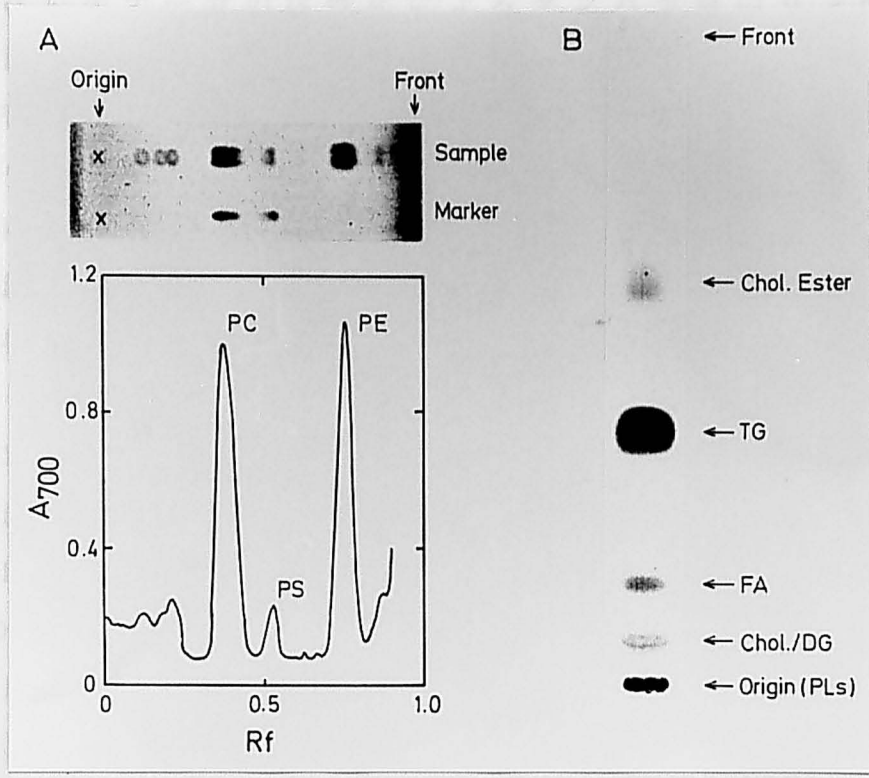 A
Origin
Front
x
Sample
x
Marker
1.2
PC
PE
0.8
A700
0.4
PS
0
0
0.5
1.0
Rf
B
← Front
← Chol. Ester
← TG
← FA
← Chol./DG
← Origin (PLs)